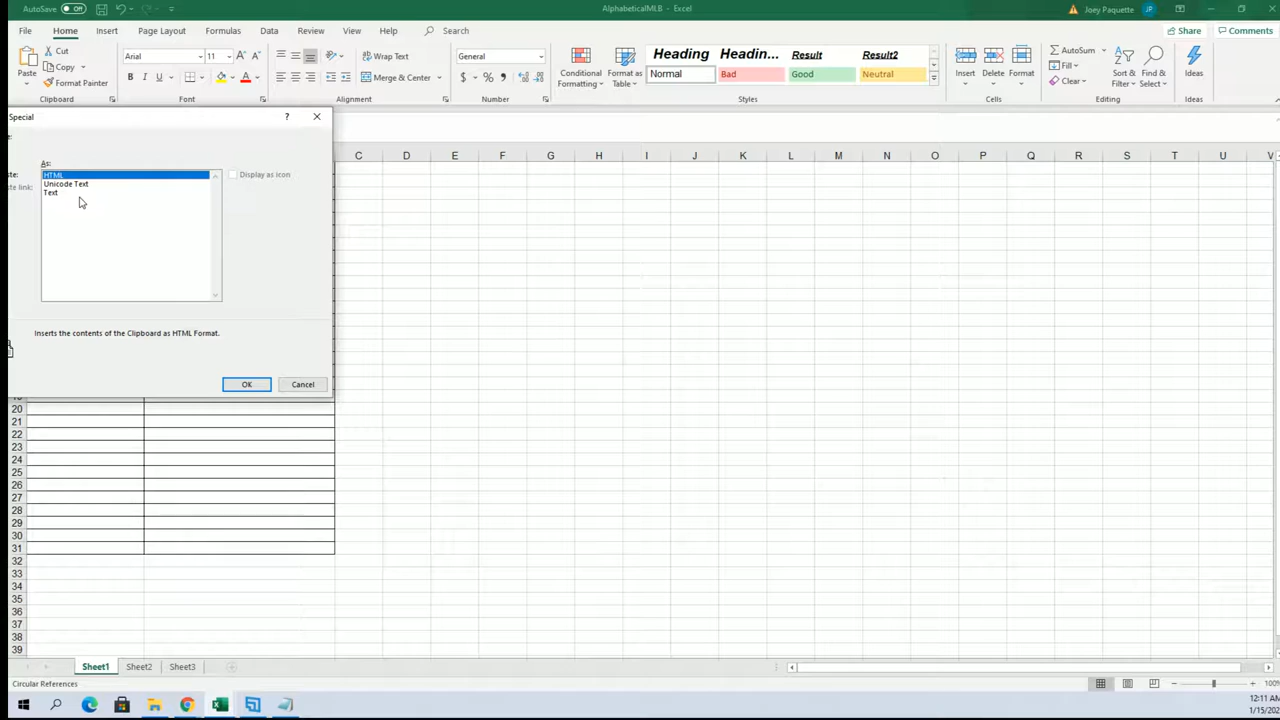 AutoSave Off AlphabeticalMLB - Excel Joey Paquette JP
File Home Insert Page Layout Formulas Data Review View Help Search Share Comments
Paste Cut Copy Format Painter Clipboard
Arial 11 A A B I U A Font
Wrap Text Merge & Center Alignment
General $ % Number
Conditional Formatting Format as Table
Heading Headin... Result Result2
Normal Bad Good Neutral
Styles
Insert Delete Format Cells
AutoSum Fill Clear Sort & Filter Find & Select Editing
Ideas Ideas
Special ? ×
As:
HTML
Unicode Text
Text
ste:
ste link:
Display as icon
Inserts the contents of the Clipboard as HTML Format.
OK Cancel
C D E F G H I J K L M N O P Q R S T U V
20
21
22
23
24
25
26
27
28
29
30
31
32
33
34
35
36
37
38
39
Sheet1 Sheet2 Sheet3
Circular References 100%
12:11 AM
1/15/202